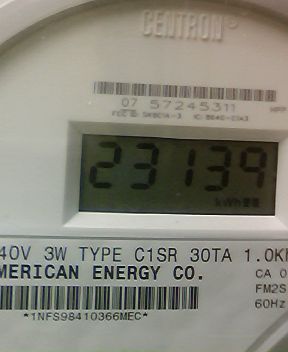 CENTRON®
07 57245311
23139
kWh
40V 3W TYPE C1SR 30TA 1.0K
MERICAN ENERGY CO.
CA 0
FM2S
60Hz
*1NFS98410366MEC*